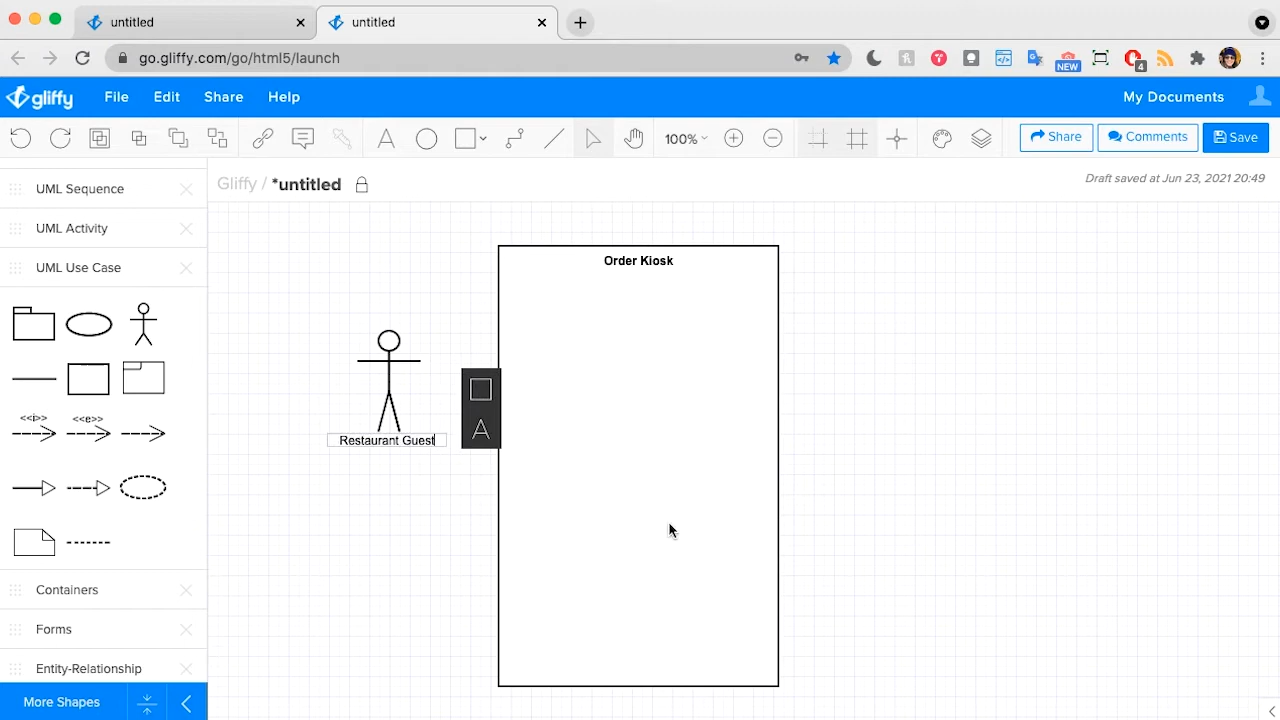 untitled
untitled
go.gliffy.com/go/html5/launch
NEW
4
gliffy
File
Edit
Share
Help
My Documents
100%
Share
Comments
Save
UML Sequence
Gliffy / *untitled
Draft saved at Jun 23, 2021 20:49
UML Activity
UML Use Case
Order Kiosk
<<i>>
<<e>>
Restaurant Guest
Containers
Forms
Entity-Relationship
More Shapes